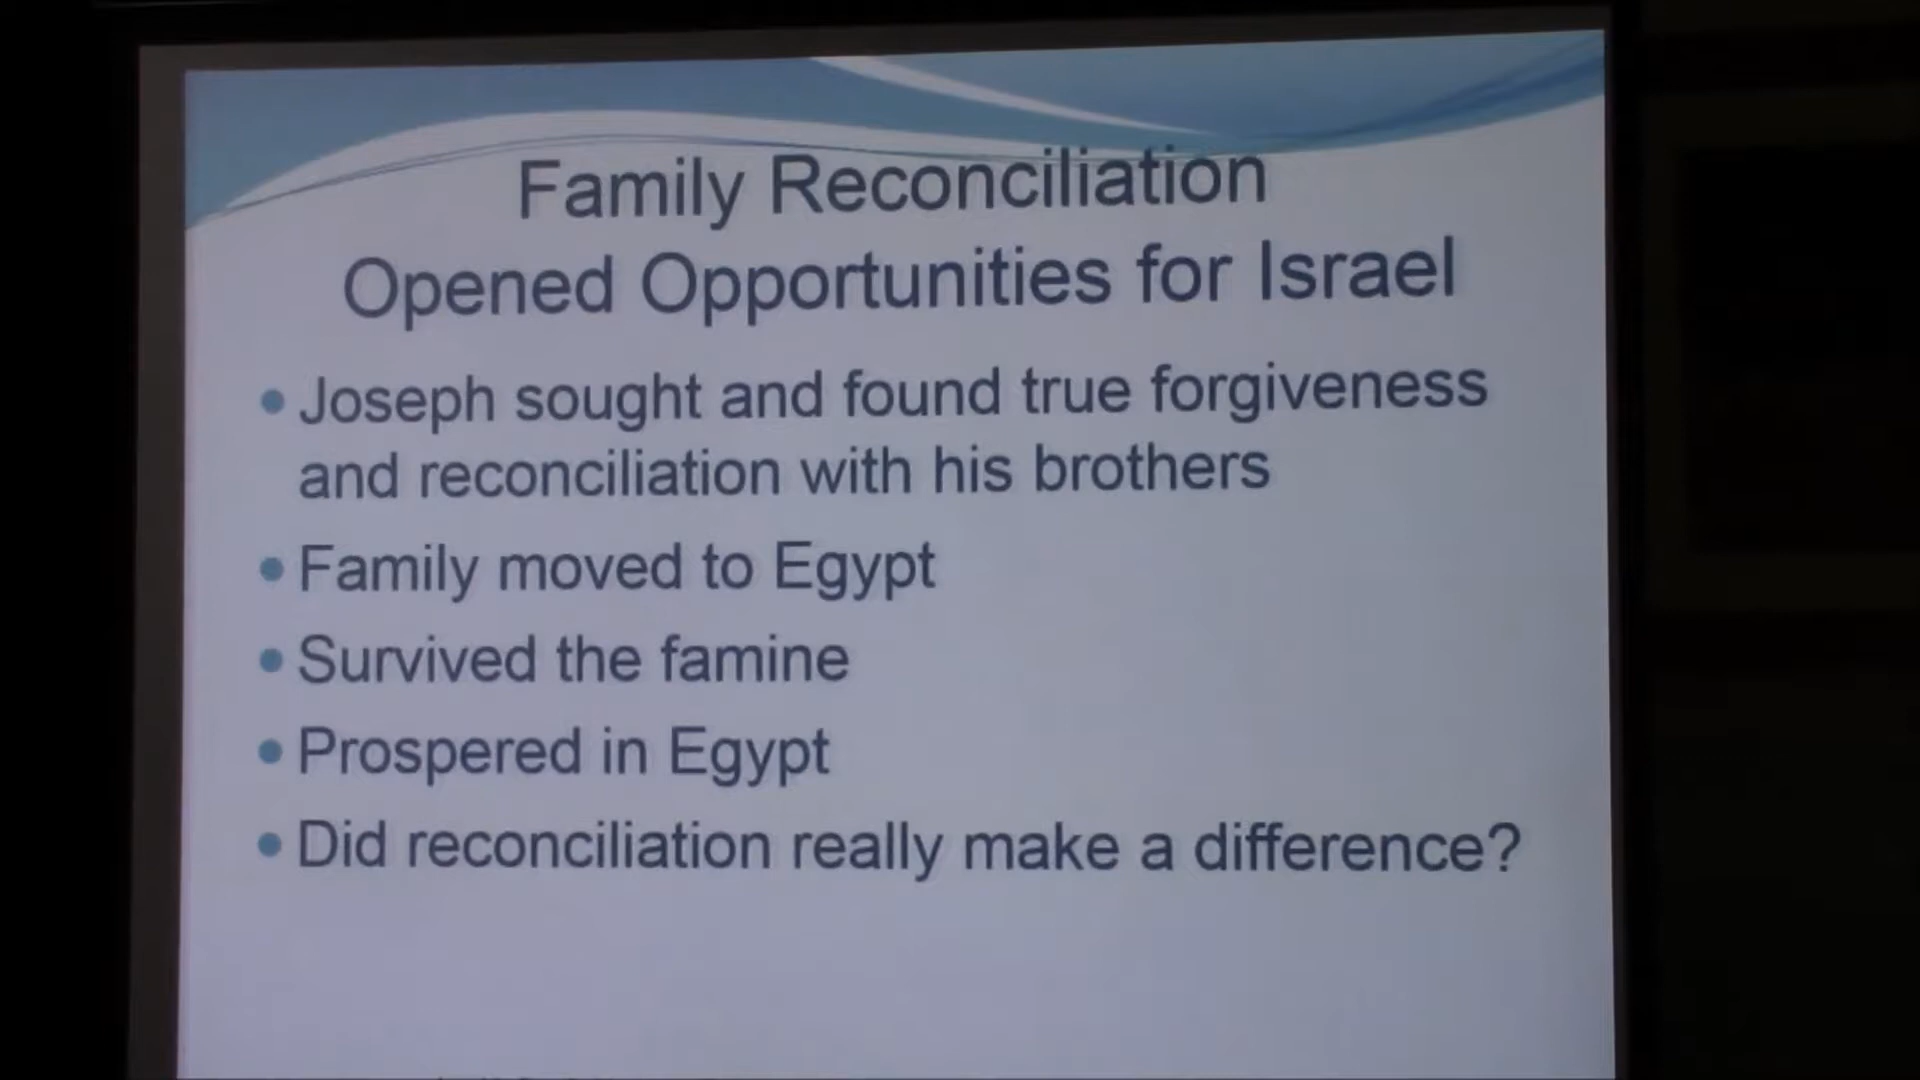 Family Reconciliation
Opened Opportunities for Israel
• Joseph sought and found true forgiveness
and reconciliation with his brothers
• Family moved to Egypt
• Survived the famine
• Prospered in Egypt
• Did reconciliation really make a difference?